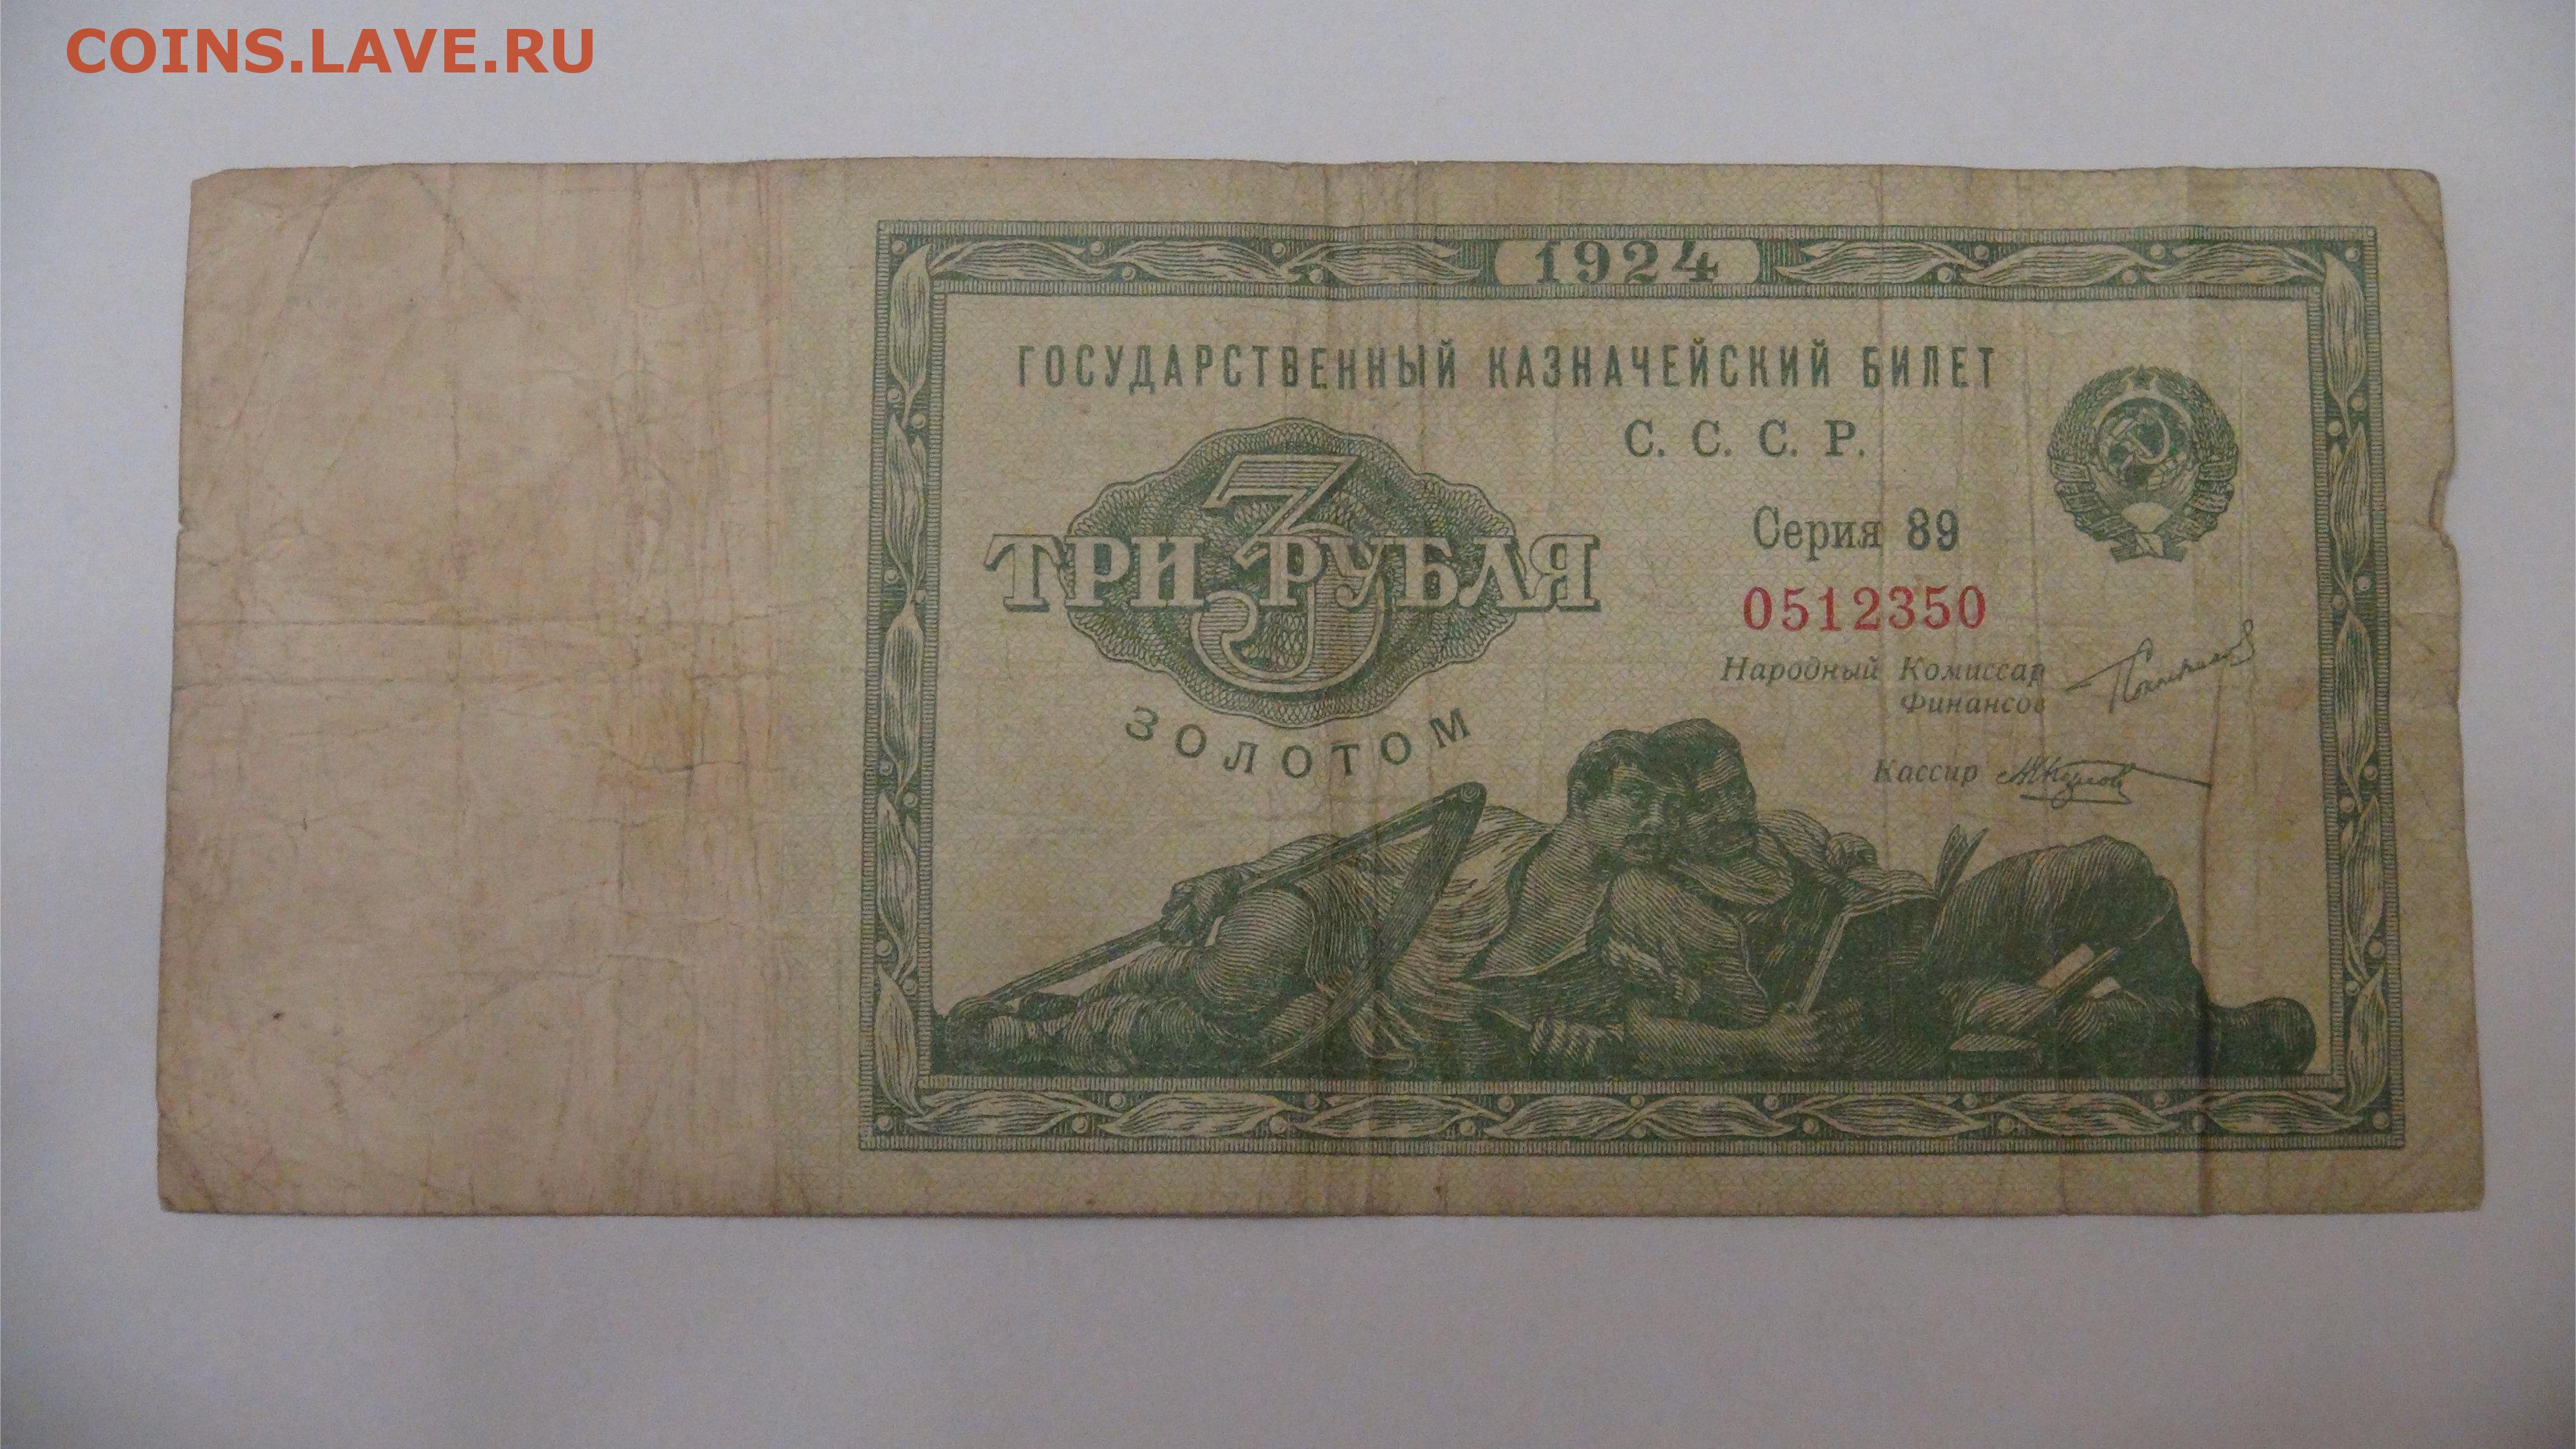 COINS.LAVE.RU
1924
ГОСУДАРСТВЕННЫЙ КАЗНАЧЕЙСКИЙ БИЛЕТ
С. С. С. Р.
3
ТРИ РУБЛЯ
ЗОЛОТОМ
Серия 89
0512350
Народный Комиссар
Финансов
Кассир